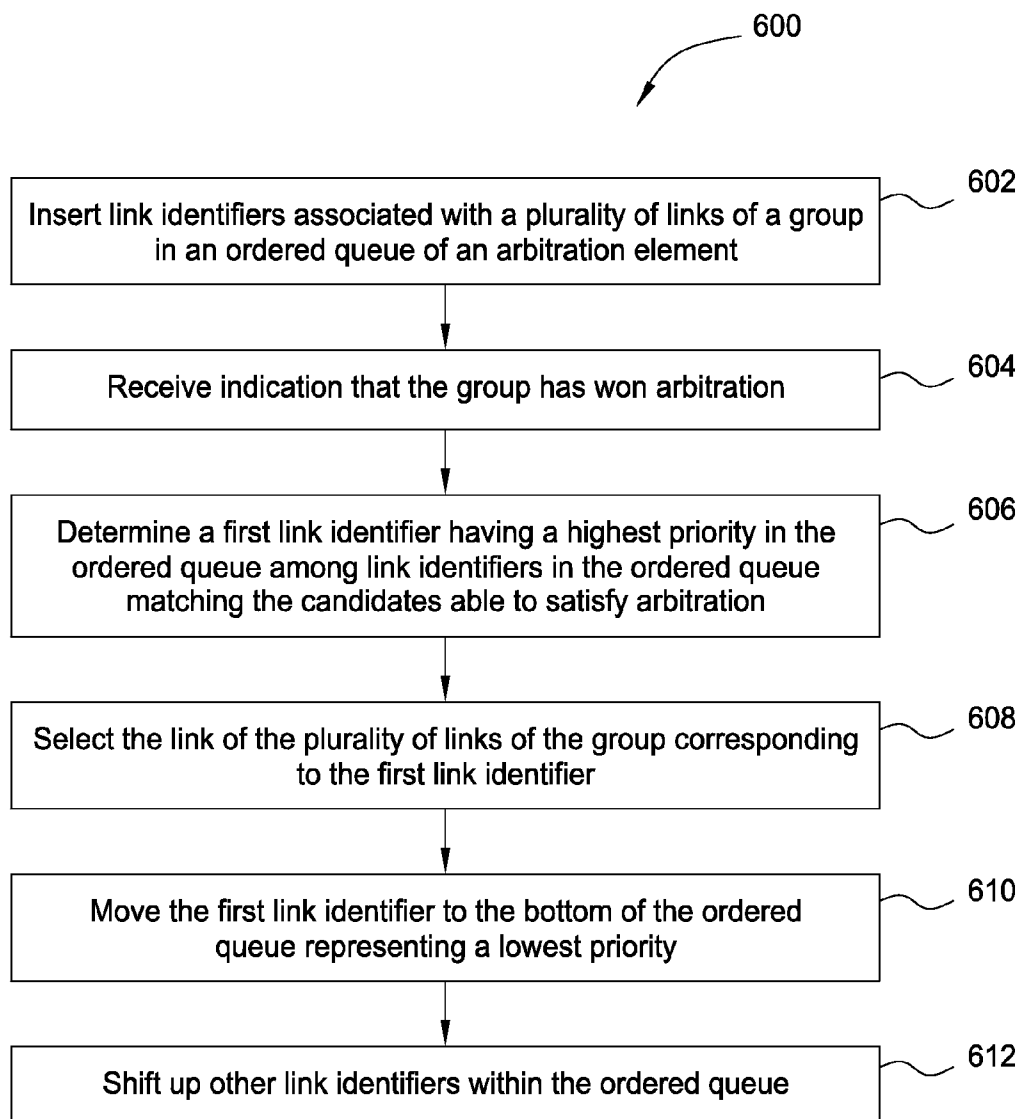 600
602
Insert link identifiers associated with a plurality of links of a group
in an ordered queue of an arbitration element
604
Receive indication that the group has won arbitration
606
Determine a first link identifier having a highest priority in the
ordered queue among link identifiers in the ordered queue
matching the candidates able to satisfy arbitration
608
Select the link of the plurality of links of the group corresponding
to the first link identifier
610
Move the first link identifier to the bottom of the ordered
queue representing a lowest priority
612
Shift up other link identifiers within the ordered queue